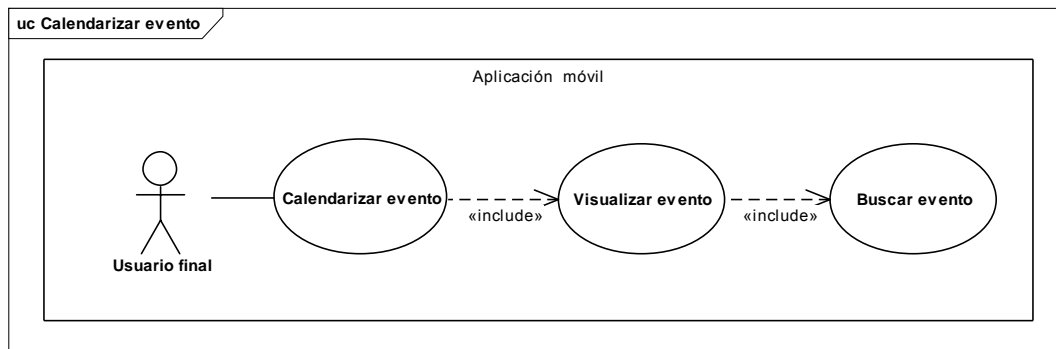 uc Calendarizar evento
Aplicación móvil
Calendarizar evento
Visualizar evento
Buscar evento
«include»
«include»
Usuario final